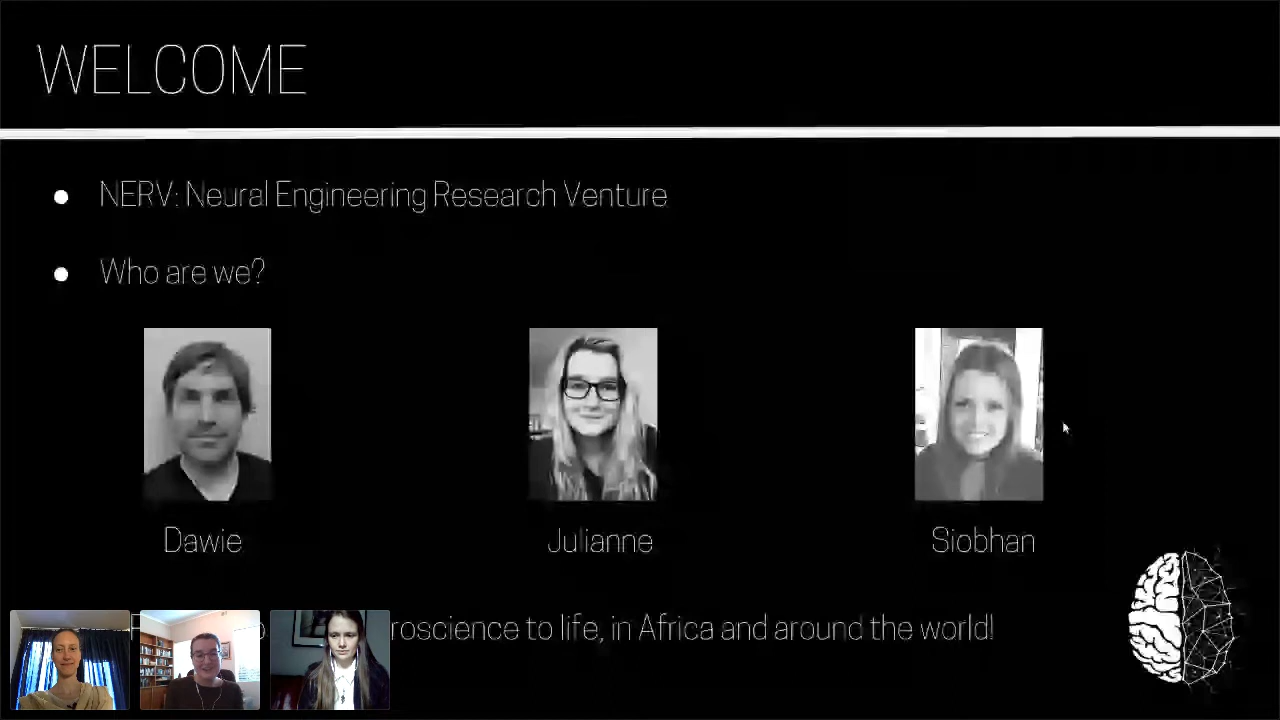 WELCOME
NERV: Neural Engineering Research Venture
Who are we?
Dawie
Julianne
Siobhan
to life, in Africa and around the world!